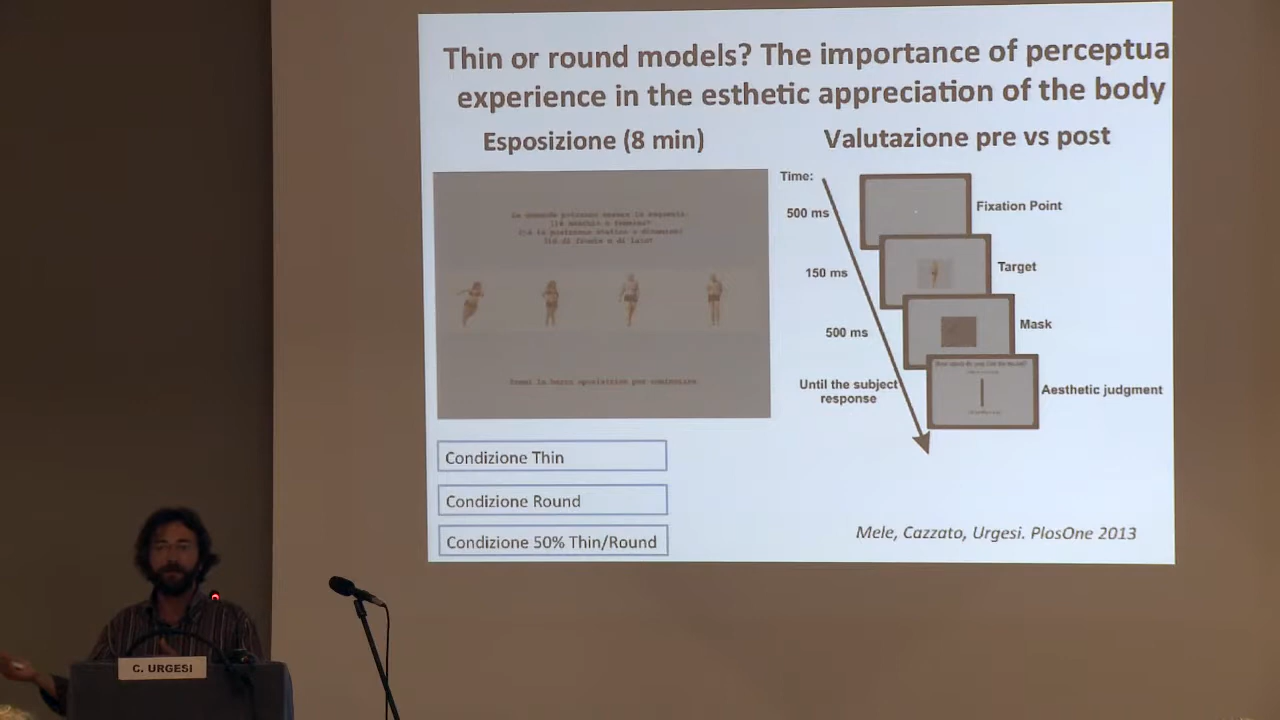 Thin or round models? The importance of perceptua
experience in the esthetic appreciation of the body
Esposizione (8 min)
Valutazione pre vs post
Time:
500 ms
Fixation Point
150 ms
Target
500 ms
Mask
Until the subject
response
Aesthetic judgment
Condizione Thin
Condizione Round
Condizione 50% Thin/Round
Mele, Cazzato, Urgesi. PlosOne 2013
C. URGESI